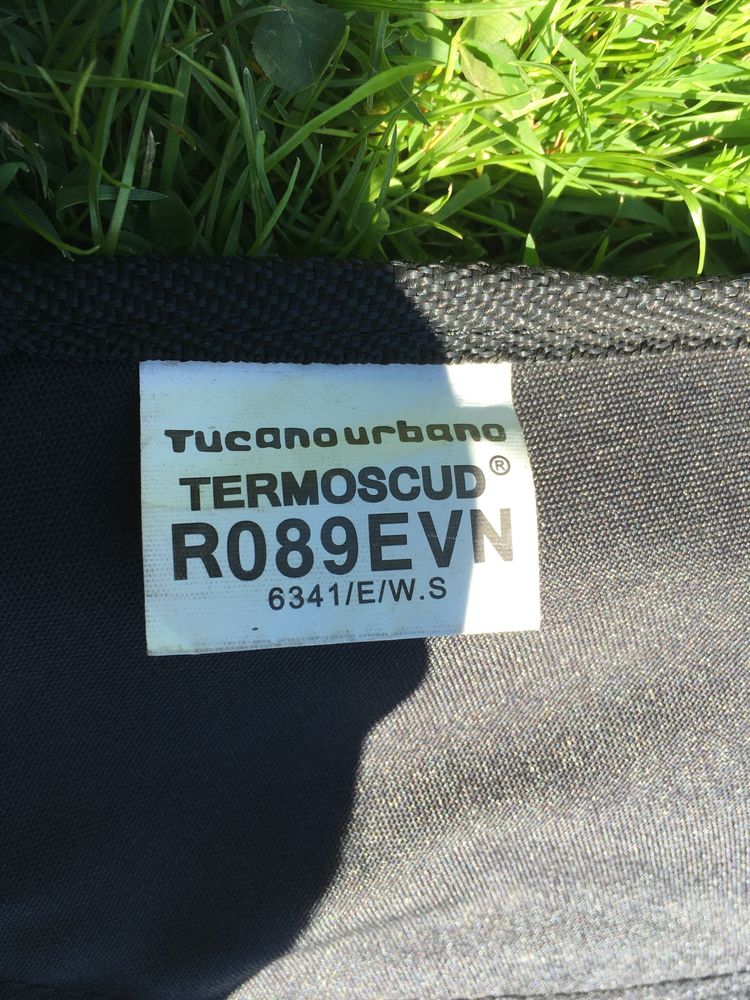 Tucanourbano
TERMOSCUD®
R089EVN
6341/E/W.S